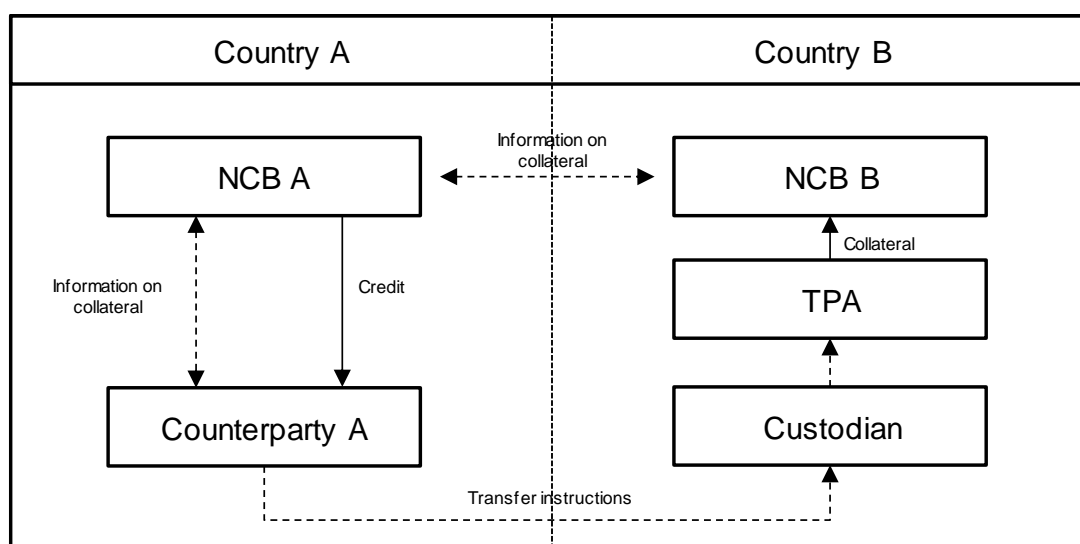 Country A
Country B
Information on
collateral
NCB A
NCB B
Collateral
Information on
collateral
Credit
TPA
Counterparty A
Custodian
Transfer instructions